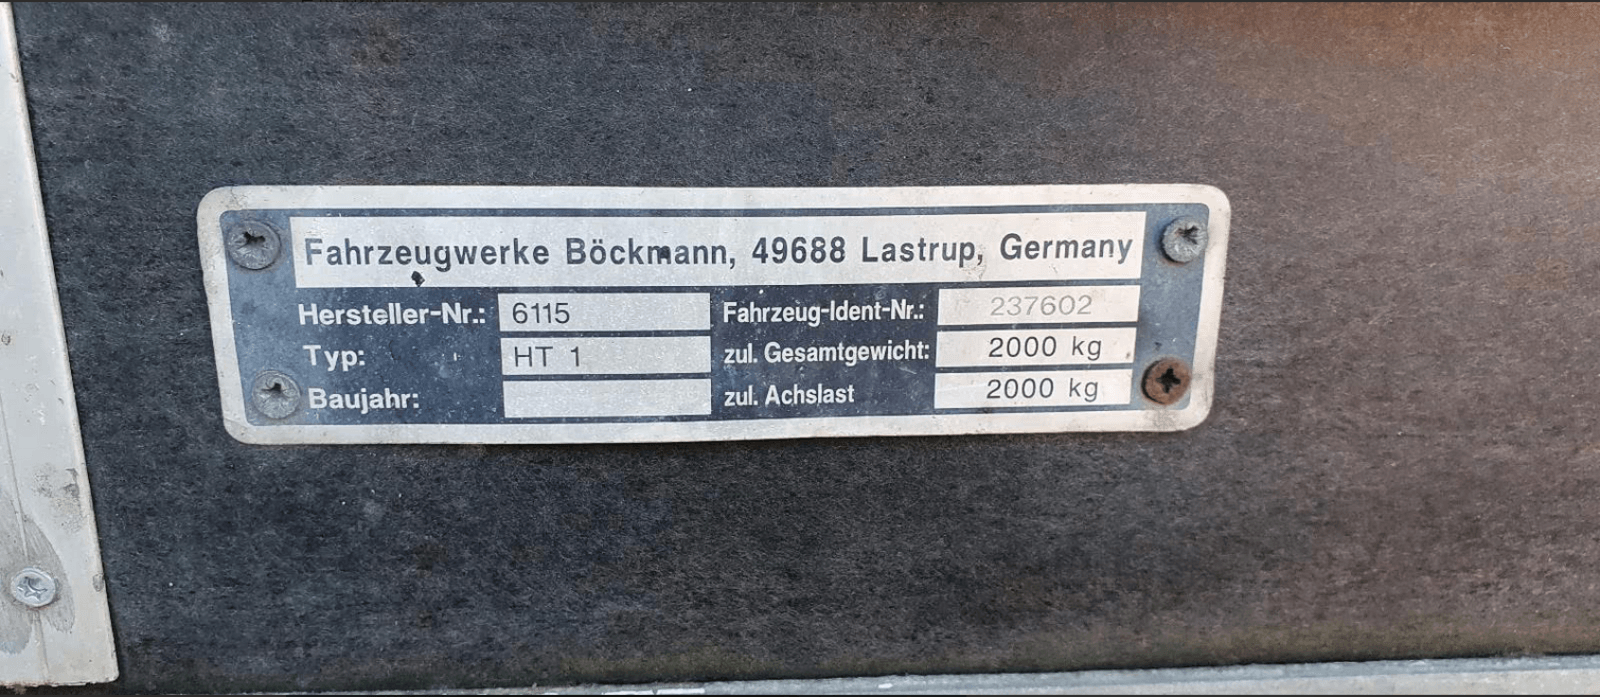 Fahrzeugwerke Böckmann, 49688 Lastrup, Germany
Hersteller-Nr.: 6115 Fahrzeug-Ident-Nr.: 237602
Typ: HT 1 zul. Gesamtgewicht: 2000 kg
Baujahr: zul. Achslast 2000 kg